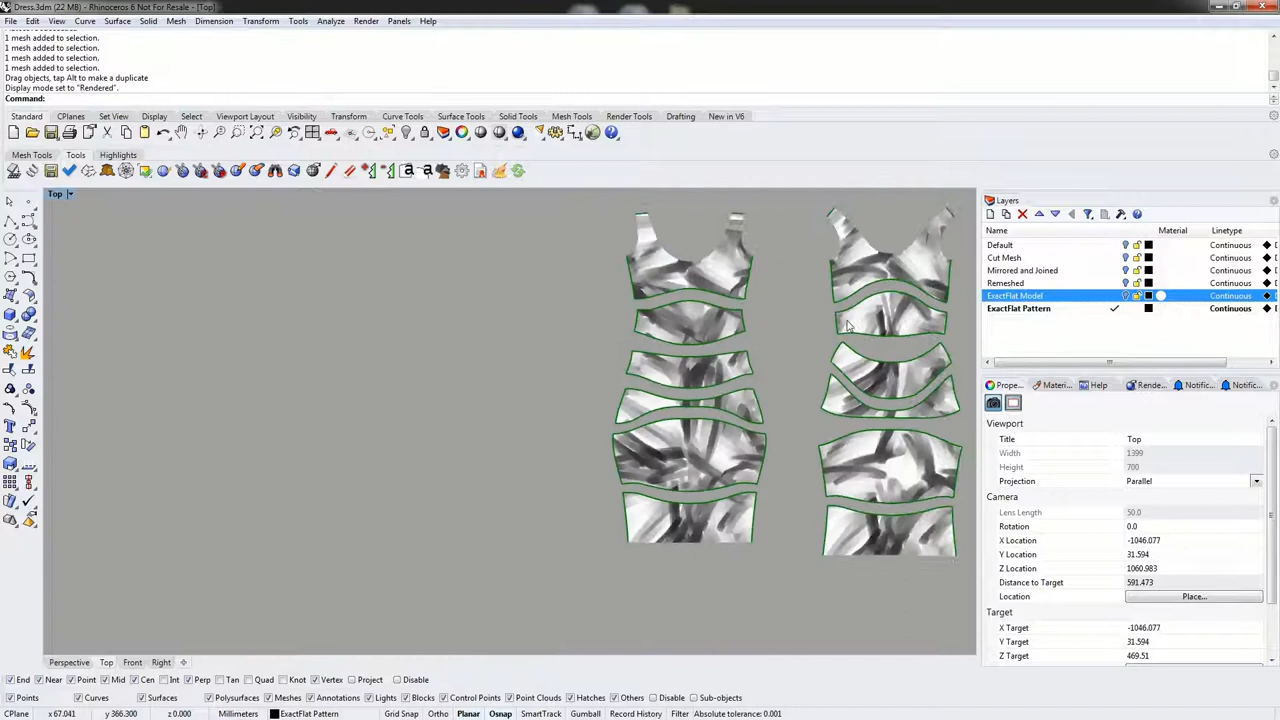 Dress.3dm (22 MB) - Rhinoceros 6 Not For Resale - [Top]
File Edit View Curve Surface Solid Mesh Dimension Transform Tools Analyze Render Panels Help
1 mesh added to selection.
1 mesh added to selection.
1 mesh added to selection.
1 mesh added to selection.
Drag objects, tap Alt to make a duplicate
Display mode set to "Rendered".
Command:
Standard CPlanes Set View Display Select Viewport Layout Visibility Transform Curve Tools Surface Tools Solid Tools Mesh Tools Render Tools Drafting New in V6
Mesh Tools Tools Highlights
Top
Layers
Name Material Linetype
Default Continuous
Cut Mesh Continuous
Mirrored and Joined Continuous
Remeshed Continuous
ExactFlat Model Continuous
ExactFlat Pattern Continuous
Prope... Materi... Help Rende... Notific... Notific...
Viewport
Title Top
Width 1399
Height 700
Projection Parallel
Camera
Lens Length 50.0
Rotation 0.0
X Location -1046.077
Y Location 31.594
Z Location 1060.983
Distance to Target 591.473
Location Place...
Target
X Target -1046.077
Y Target 31.594
Z Target 469.51
Perspective Top Front Right
End Near Point Mid Cen Int Perp Tan Quad Knot Vertex Project Disable
Points Curves Surfaces Polysurfaces Meshes Annotations Lights Blocks Control Points Point Clouds Hatches Others Disable Sub-objects
CPlane x 67.041 y 366.300 z 0.000 Millimeters ExactFlat Pattern Grid Snap Ortho Planar Osnap SmartTrack Gumball Record History Filter Absolute tolerance: 0.001